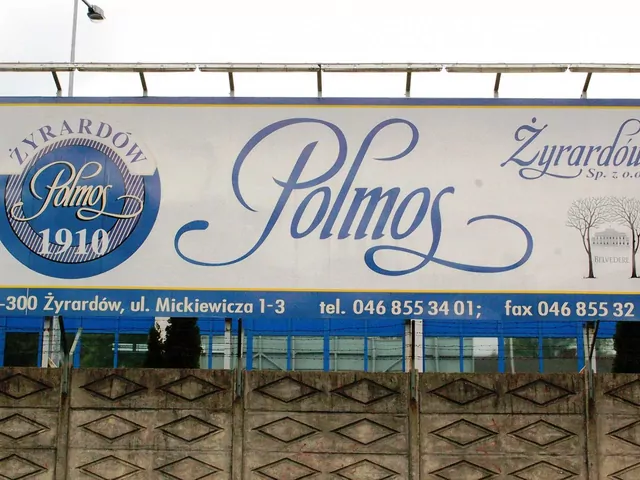 ŻYRARDÓW
Polmos
1910
Polmos
Żyrardów
Sp. z o.o
BELVEDERE
-300 Żyrardów, ul. Mickiewicza 1-3 tel. 046 855 34 01; fax 046 855 32